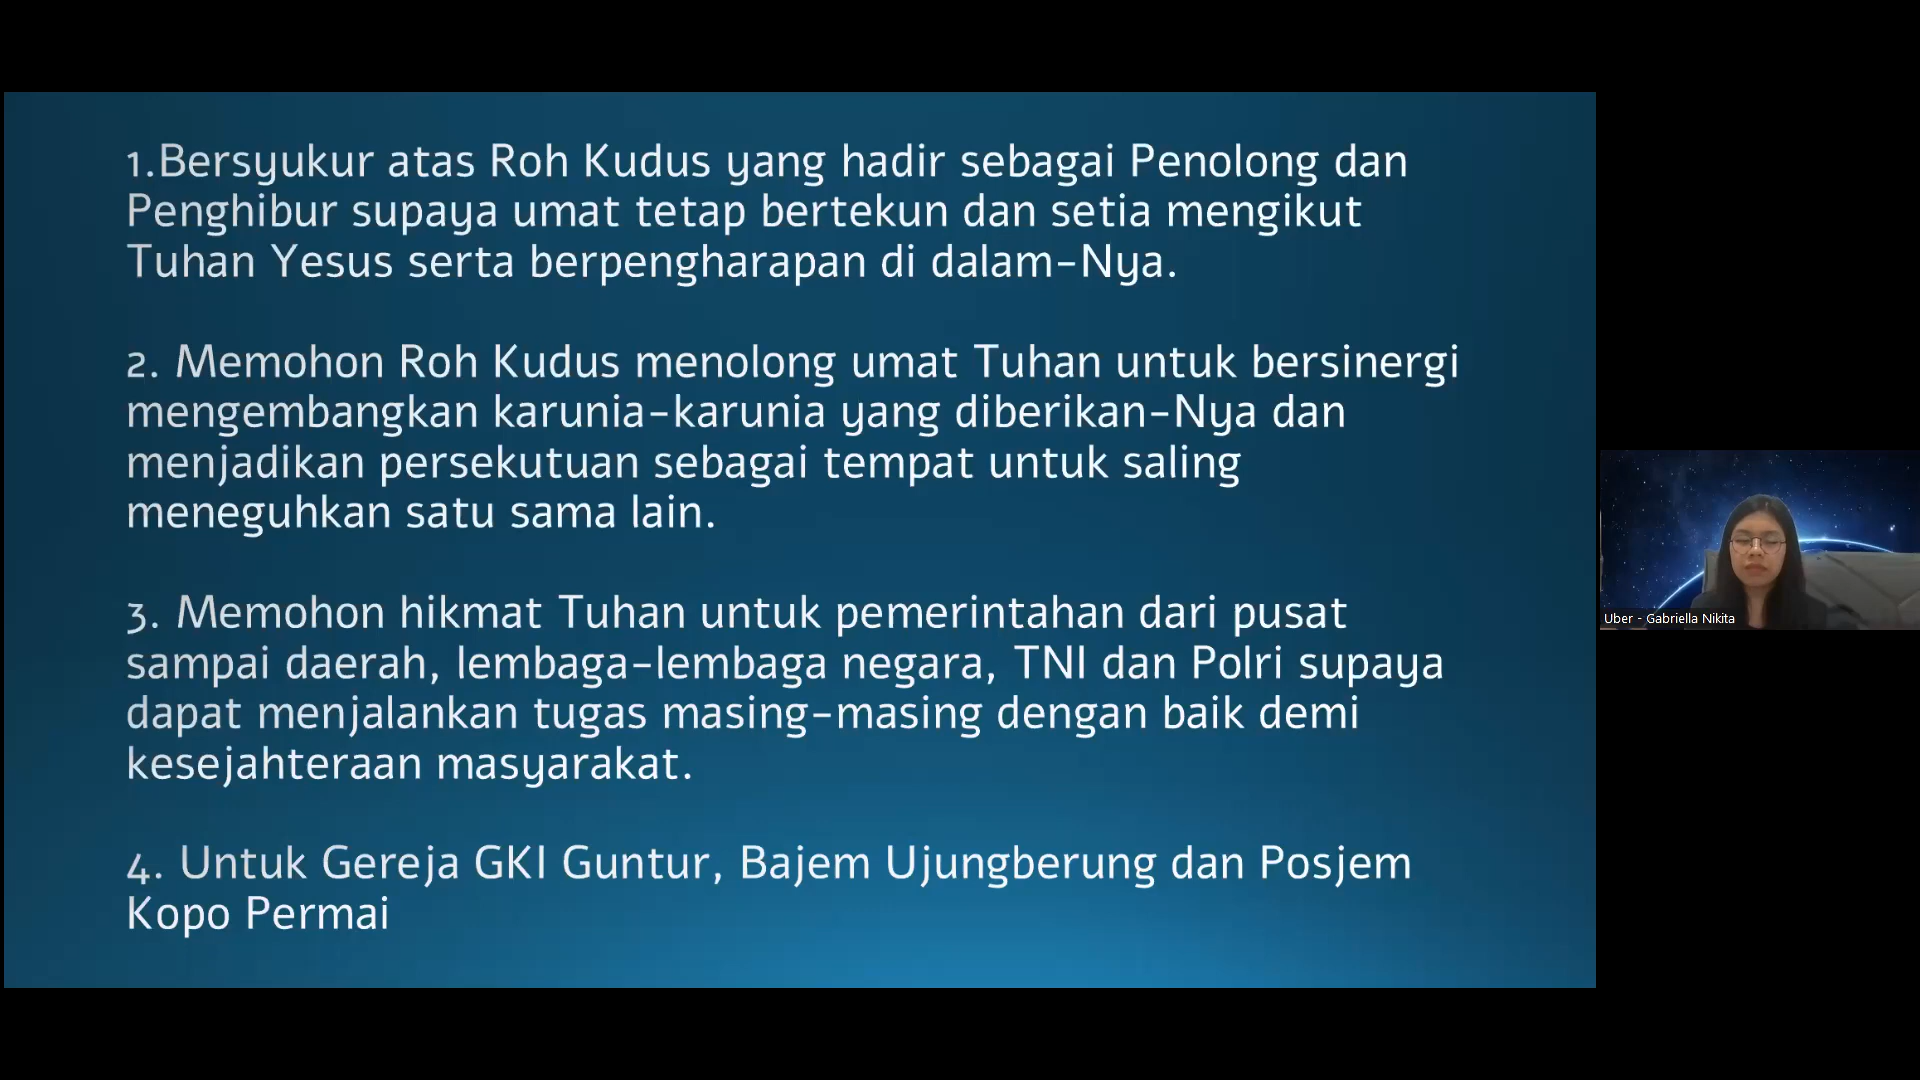 1.Bersyukur atas Roh Kudus yang hadir sebagai Penolong dan
Penghibur supaya umat tetap bertekun dan setia mengikut
Tuhan Yesus serta berpengharapan di dalam-Nya.
2. Memohon Roh Kudus menolong umat Tuhan untuk bersinergi
mengembangkan karunia-karunia yang diberikan-Nya dan
menjadikan persekutuan sebagai tempat untuk saling
meneguhkan satu sama lain.
3. Memohon hikmat Tuhan untuk pemerintahan dari pusat
sampai daerah, lembaga-lembaga negara, TNI dan Polri supaya
dapat menjalankan tugas masing-masing dengan baik demi
kesejahteraan masyarakat.
4. Untuk Gereja GKI Guntur, Bajem Ujungberung dan Posjem
Kopo Permai
Uber - Gabriella Nikita